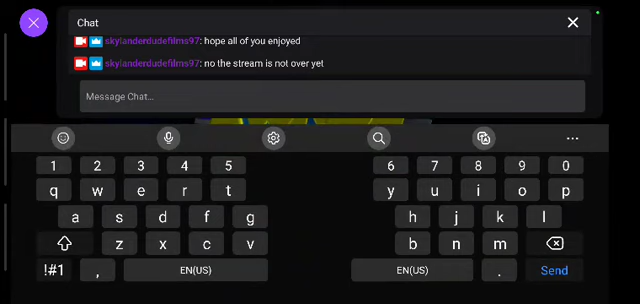 Chat
skylanderdudefilms97: hope all of you enjoyed
skylanderdudefilms97: no the stream is not over yet
Message Chat...
1 2 3 4 5 6 7 8 9 0
q w e r t y u i o p
a s d f g h j k l
z x c v b n m
!#1 , EN(US) EN(US) . Send